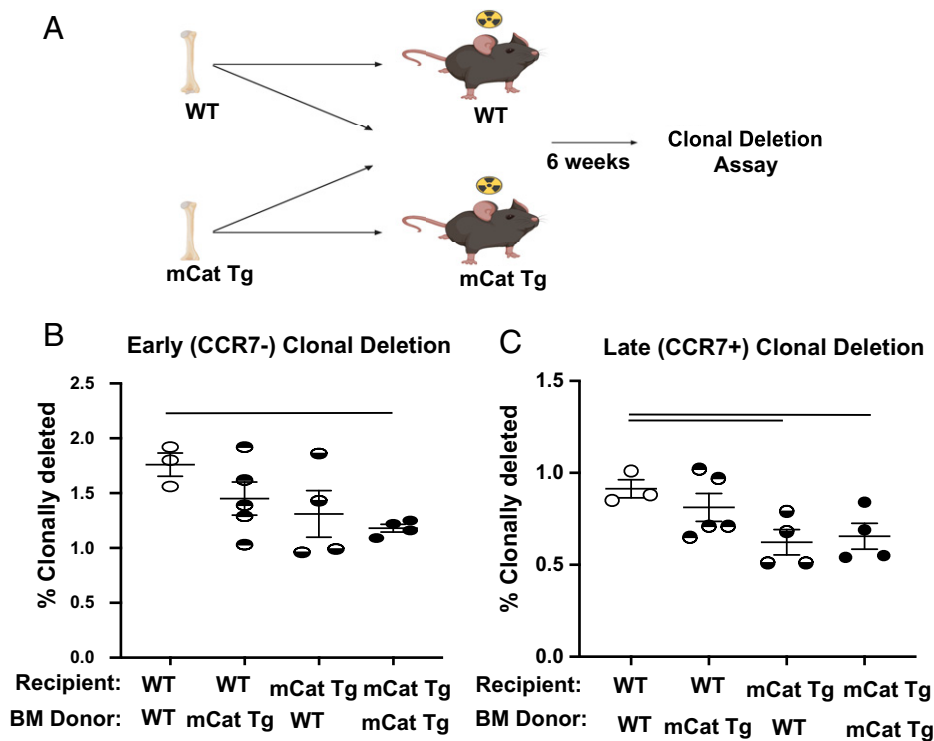 A
WT
WT
6 weeks
Clonal Deletion
Assay
mCat Tg
mCat Tg
B
Early (CCR7-) Clonal Deletion
% Clonally deleted
2.5
2.0
1.5
1.0
0.5
0.0
Recipient: WT WT mCat Tg mCat Tg
BM Donor: WT mCat Tg WT mCat Tg
C
Late (CCR7+) Clonal Deletion
% Clonally deleted
1.5
1.0
0.5
0.0
Recipient: WT WT mCat Tg mCat Tg
BM Donor: WT mCat Tg WT mCat Tg